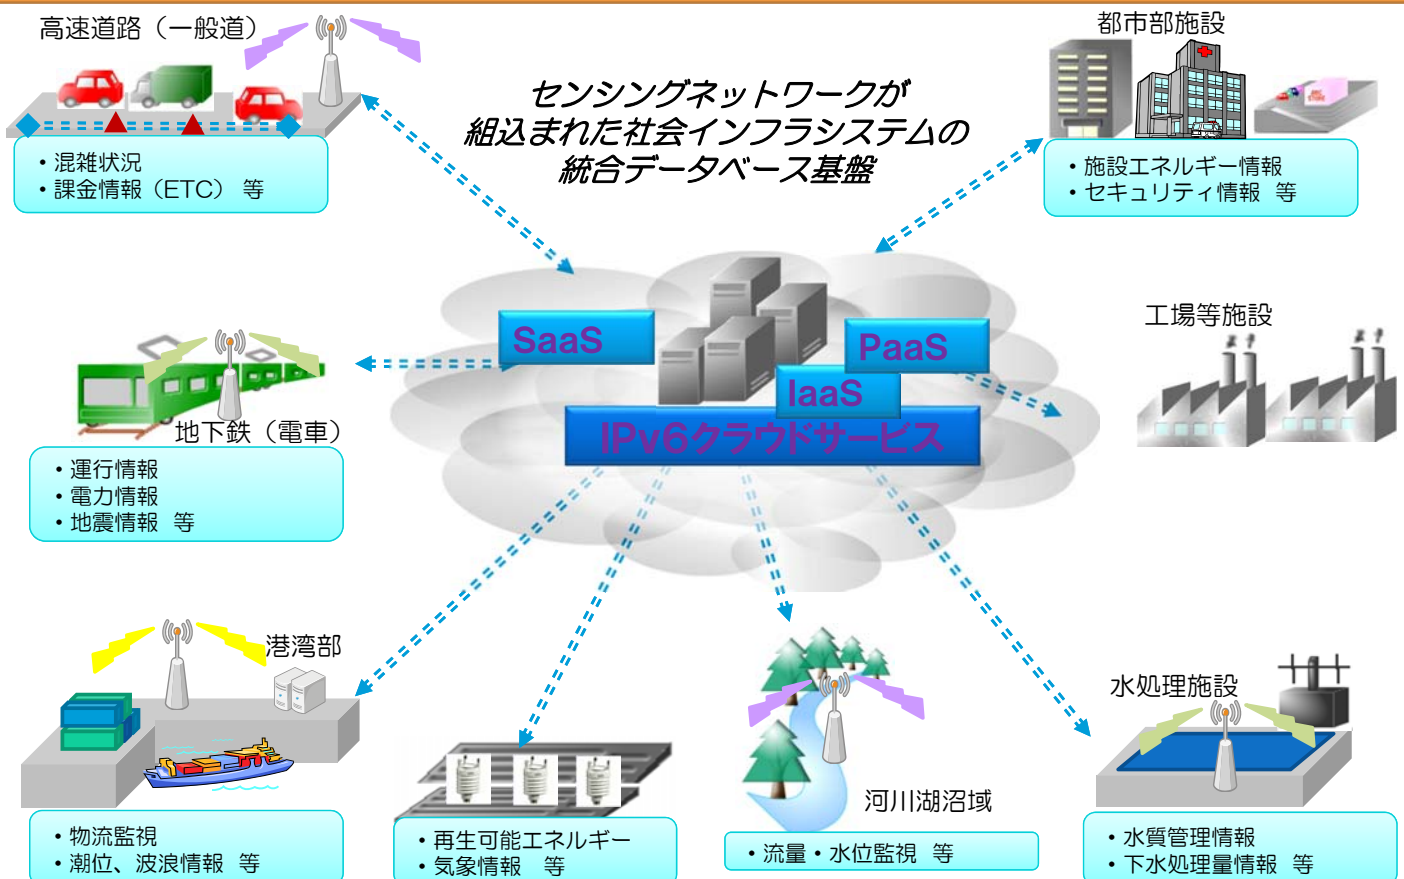 高速道路（一般道）
都市部施設
センシングネットワークが
組込まれた社会インフラシステムの
統合データベース基盤
・混雑状況
・課金情報（ETC） 等
・施設エネルギー情報
・セキュリティ情報 等
工場等施設
SaaS
PaaS
IaaS
IPv6クラウドサービス
地下鉄（電車）
・運行情報
・電力情報
・地震情報 等
港湾部
水処理施設
河川湖沼域
・物流監視
・潮位、波浪情報 等
・再生可能エネルギー
・気象情報 等
・流量・水位監視 等
・水質管理情報
・下水処理量情報 等